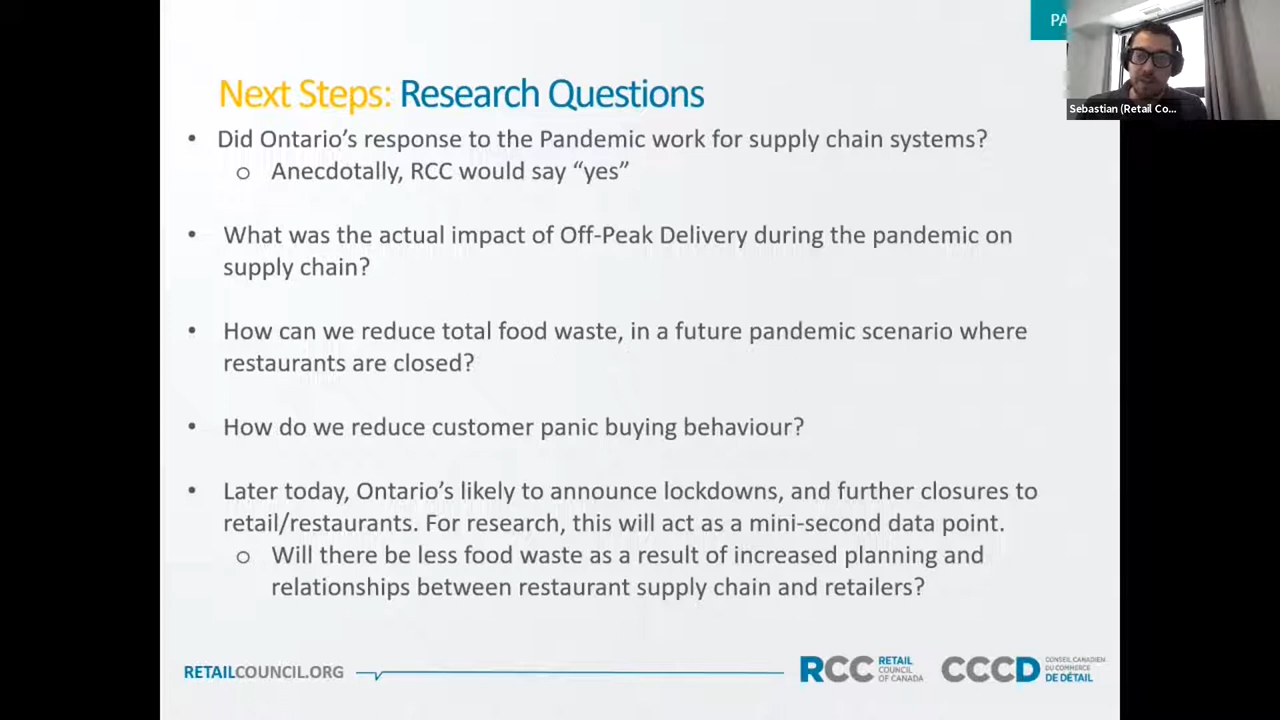 PA
Sebastian (Retail Co...
Next Steps: Research Questions
• Did Ontario’s response to the Pandemic work for supply chain systems?
o Anecdotally, RCC would say “yes”
• What was the actual impact of Off-Peak Delivery during the pandemic on
supply chain?
• How can we reduce total food waste, in a future pandemic scenario where
restaurants are closed?
• How do we reduce customer panic buying behaviour?
• Later today, Ontario’s likely to announce lockdowns, and further closures to
retail/restaurants. For research, this will act as a mini-second data point.
o Will there be less food waste as a result of increased planning and
relationships between restaurant supply chain and retailers?
RETAILCOUNCIL.ORG
RCC RETAIL
COUNCIL
OF CANADA
CCCD CONSEIL CANADIEN
DU COMMERCE
DE DÉTAIL